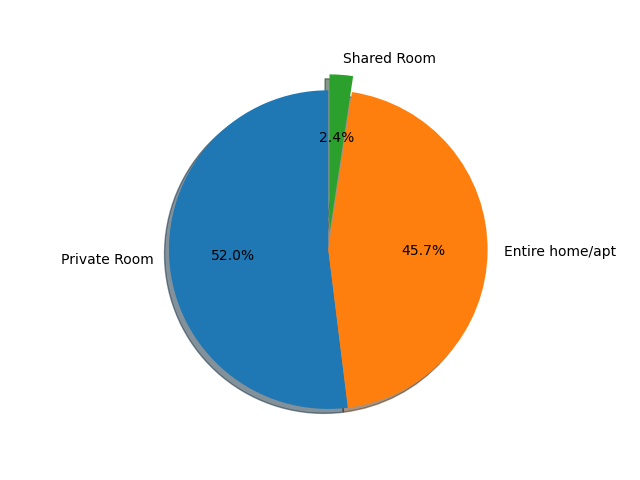 Shared Room
2.4%
Private Room
52.0%
45.7%
Entire home/apt